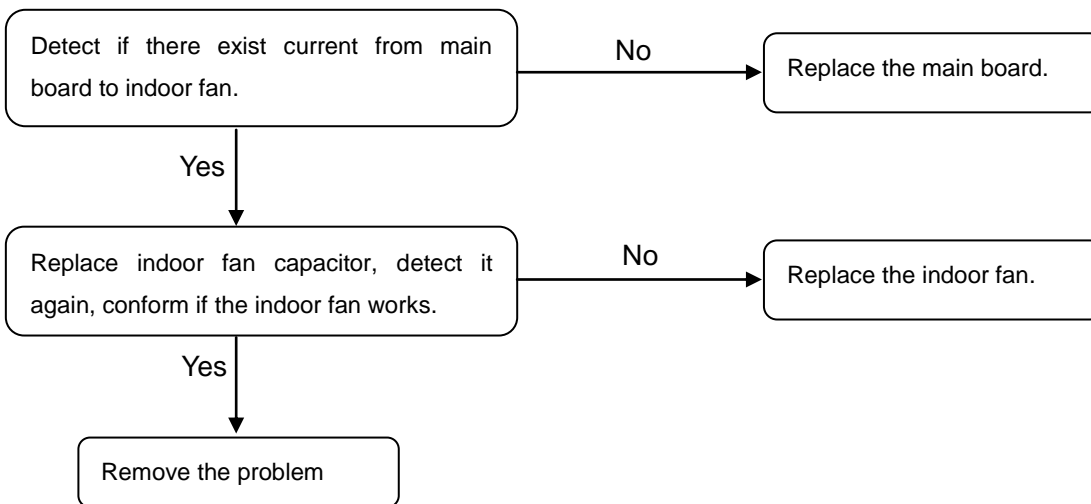 Detect if there exist current from main
board to indoor fan.
No
Replace the main board.
Yes
Replace indoor fan capacitor, detect it
again, conform if the indoor fan works.
No
Replace the indoor fan.
Yes
Remove the problem